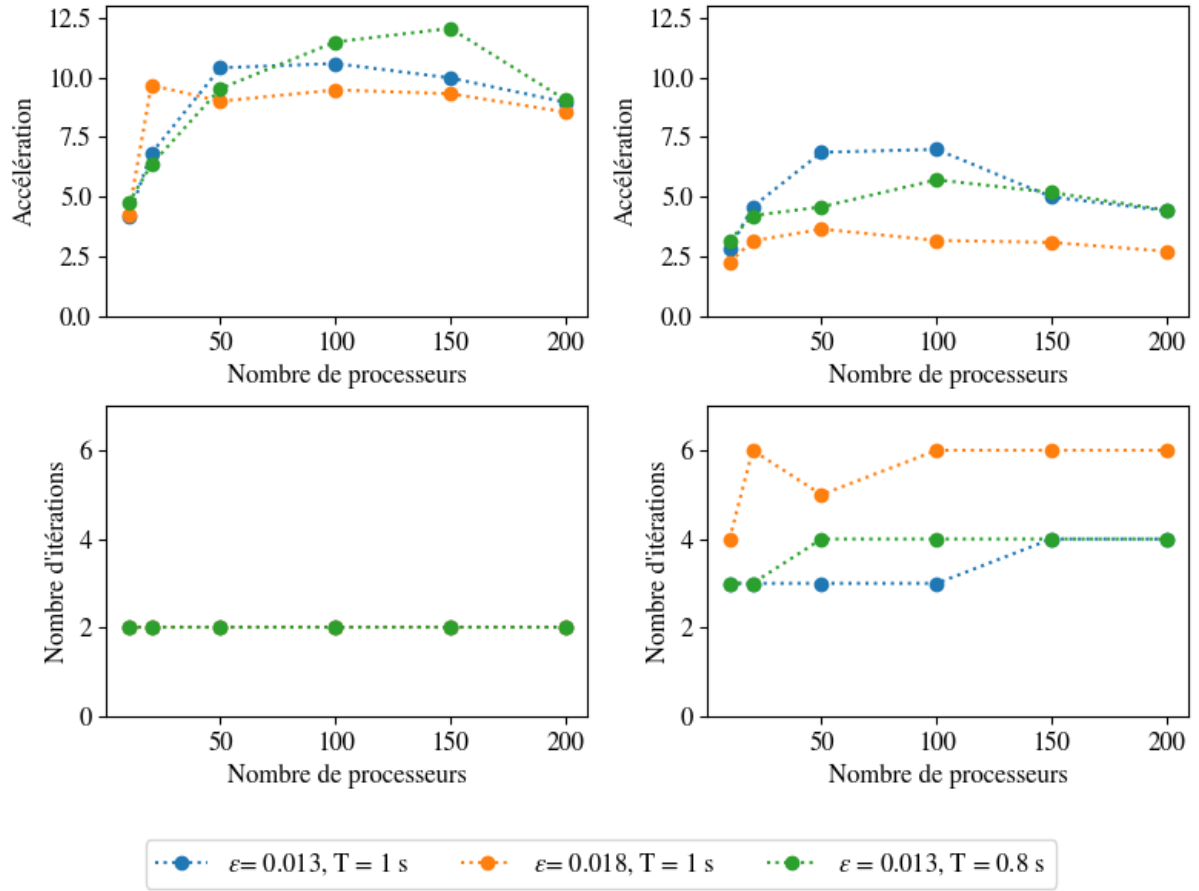 12.5
10.0
7.5
5.0
2.5
0.0
Accélération
50 100 150 200
Nombre de processeurs
12.5
10.0
7.5
5.0
2.5
0.0
Accélération
50 100 150 200
Nombre de processeurs
6
4
2
0
Nombre d'itérations
50 100 150 200
Nombre de processeurs
6
4
2
0
Nombre d'itérations
50 100 150 200
Nombre de processeurs
ε= 0.013, T = 1 s ε= 0.018, T = 1 s ε= 0.013, T = 0.8 s